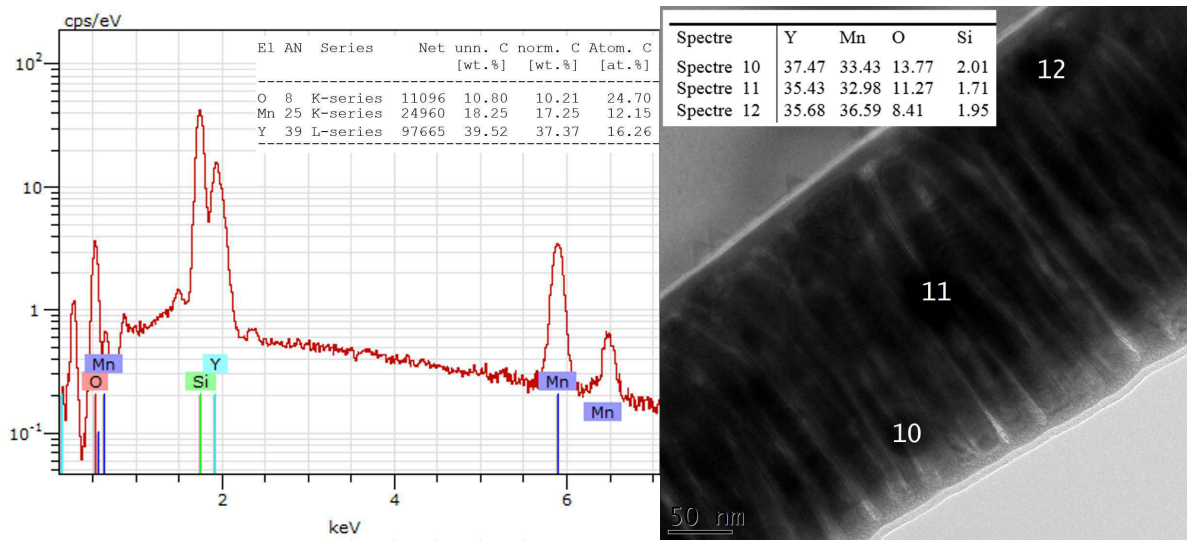 cps/eV
El AN Series Net unn. C norm. C Atom. C
[wt.%] [wt.%] [at.%]
O 8 K-series 11096 10.80 10.21 24.70
Mn 25 K-series 24960 18.25 17.25 12.15
Y 39 L-series 97665 39.52 37.37 16.26
10²
10
1
10⁻¹
Mn
O
Si
Y
Mn
Mn
2
4
6
keV
Spectre Y Mn O Si
Spectre 10 37.47 33.43 13.77 2.01
Spectre 11 35.43 32.98 11.27 1.71
Spectre 12 35.68 36.59 8.41 1.95
12
11
10
50 nm